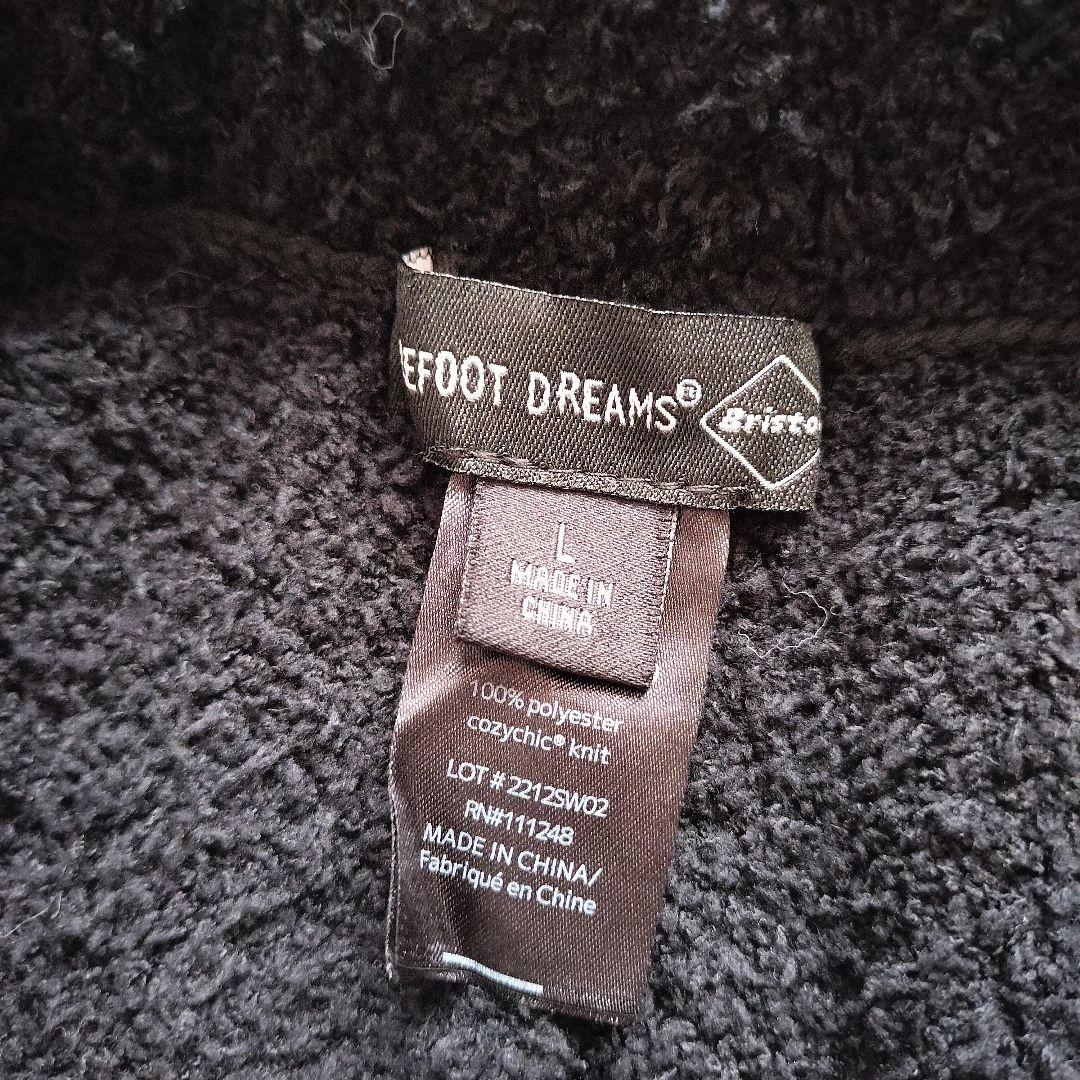 EFOOT DREAMS®
Bristo
L
MADE IN
CHINA
100% polyester
cozychic® knit
LOT # 2212SW02
RN#111248
MADE IN CHINA/
Fabriqué en Chine